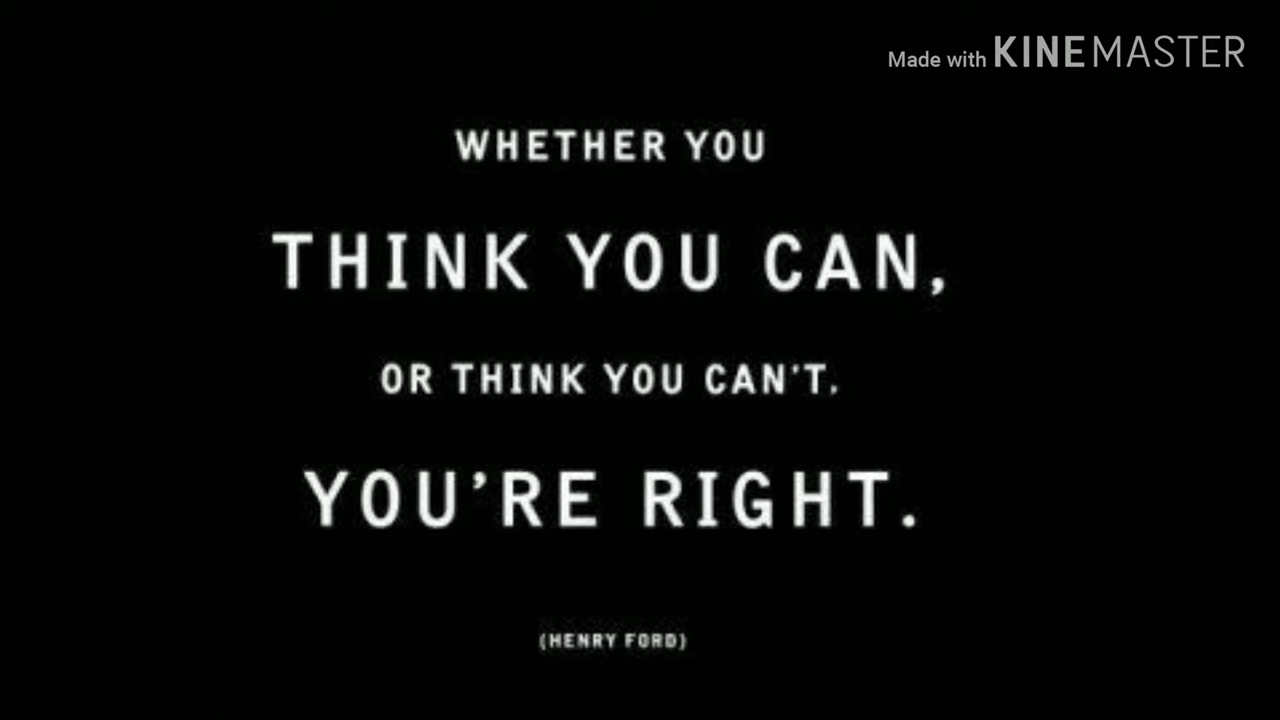 Made with KINEMASTER
WHETHER YOU
THINK YOU CAN,
OR THINK YOU CAN'T,
YOU'RE RIGHT.
(HENRY FORD)